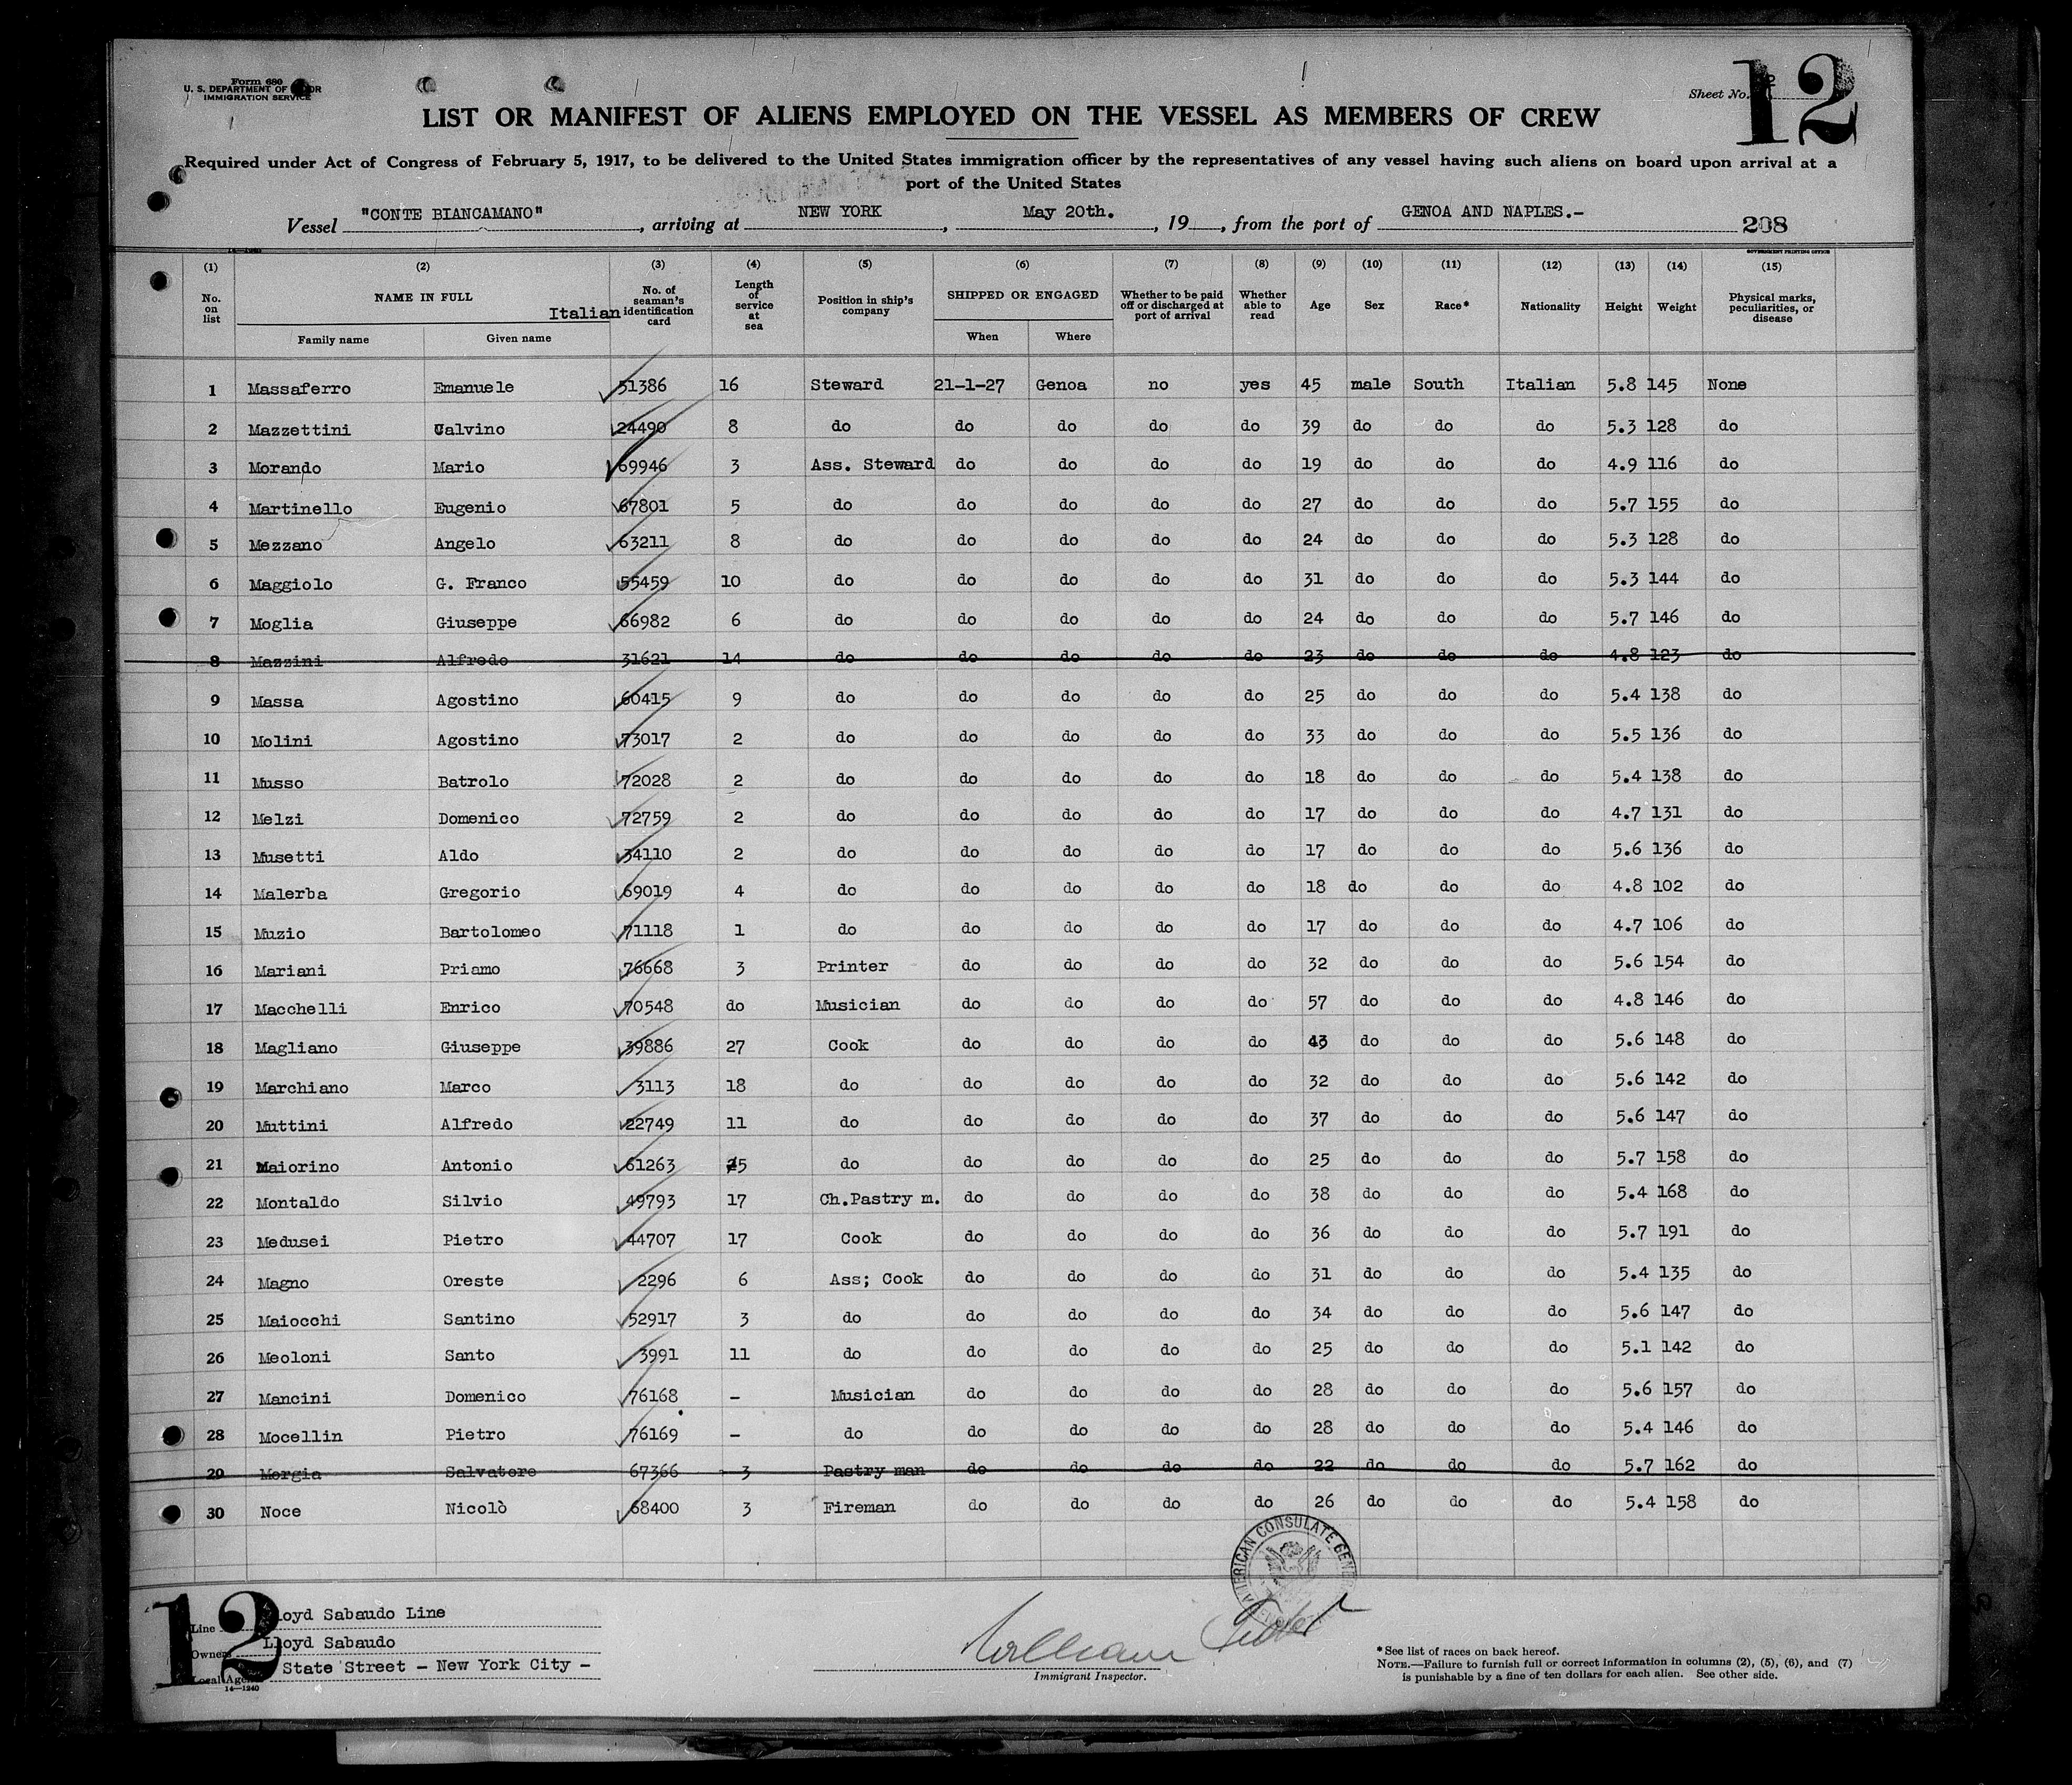 Form 680
U. S. DEPARTMENT OF LABOR
IMMIGRATION SERVICE
Sheet No.
12
LIST OR MANIFEST OF ALIENS EMPLOYED ON THE VESSEL AS MEMBERS OF CREW
Required under Act of Congress of February 5, 1917, to be delivered to the United States immigration officer by the representatives of any vessel having such aliens on board upon arrival at a
port of the United States
Vessel "CONTE BIANCAMANO", arriving at NEW YORK, May 20th., 19, from the port of GENOA AND NAPLES.- 208
GOVERNMENT PRINTING OFFICE
(1) (2) (3) (4) (5) (6) (7) (8) (9) (10) (11) (12) (13) (14) (15)
No. on list NAME IN FULL Family name Given name Italian No. of seaman's identification card Length of service at sea Position in ship's company SHIPPED OR ENGAGED When Where Whether to be paid off or discharged at port of arrival Whether able to read Age Sex Race* Nationality Height Weight Physical marks, peculiarities, or disease
1 Massaferro Emanuele 51386 16 Steward 21-1-27 Genoa no yes 45 male South Italian 5.8 145 None
2 Mazzettini Calvino 24490 8 do do do do do 39 do do do 5.3 128 do
3 Morando Mario 69946 3 Ass. Steward do do do do 19 do do do 4.9 116 do
4 Martinello Eugenio 67801 5 do do do do do 27 do do do 5.7 155 do
5 Mezzano Angelo 63211 8 do do do do do 24 do do do 5.3 128 do
6 Maggiolo G. Franco 55459 10 do do do do do 31 do do do 5.3 144 do
7 Moglia Giuseppe 66982 6 do do do do do 24 do do do 5.7 146 do
8 Mazzini Alfredo 31621 14 do do do do do 23 do do do 4.8 123 do
9 Massa Agostino 60415 9 do do do do do 25 do do do 5.4 138 do
10 Molini Agostino 73017 2 do do do do do 33 do do do 5.5 136 do
11 Musso Batrolo 72028 2 do do do do do 18 do do do 5.4 138 do
12 Melzi Domenico 72759 2 do do do do do 17 do do do 4.7 131 do
13 Musetti Aldo 34110 2 do do do do do 17 do do do 5.6 136 do
14 Malerba Gregorio 69019 4 do do do do do 18 do do do 4.8 102 do
15 Muzio Bartolomeo 71118 1 do do do do do 17 do do do 4.7 106 do
16 Mariani Priamo 76668 3 Printer do do do do 32 do do do 5.6 154 do
17 Macchelli Enrico 70548 do Musician do do do do 57 do do do 4.8 146 do
18 Magliano Giuseppe 39886 27 Cook do do do do 43 do do do 5.6 148 do
19 Marchiano Marco 3113 18 do do do do do 32 do do do 5.6 142 do
20 Muttini Alfredo 22749 11 do do do do do 37 do do do 5.6 147 do
21 Maiorino Antonio 61263 5 do do do do do 25 do do do 5.7 158 do
22 Montaldo Silvio 49793 17 Ch.Pastry m. do do do do 38 do do do 5.4 168 do
23 Medusei Pietro 44707 17 Cook do do do do 36 do do do 5.7 191 do
24 Magno Oreste 2296 6 Ass; Cook do do do do 31 do do do 5.4 135 do
25 Maiocchi Santino 52917 3 do do do do do 34 do do do 5.6 147 do
26 Meoloni Santo 3991 11 do do do do do 25 do do do 5.1 142 do
27 Mancini Domenico 76168 - Musician do do do do 28 do do do 5.6 157 do
28 Mocellin Pietro 76169 - do do do do do 28 do do do 5.4 146 do
29 Morgia Salvatore 67366 3 Pastry man do do do do 22 do do do 5.7 162 do
30 Noce Nicolò 68400 3 Fireman do do do do 26 do do do 5.4 158 do
AMERICAN CONSULATE GENE
12
Line Lloyd Sabaudo Line
Owners Lloyd Sabaudo
Local Agents State Street - New York City -
14—1240
William
Immigrant Inspector.
*See list of races on back hereof.
NOTE.—Failure to furnish full or correct information in columns (2), (5), (6), and (7)
is punishable by a fine of ten dollars for each alien. See other side.